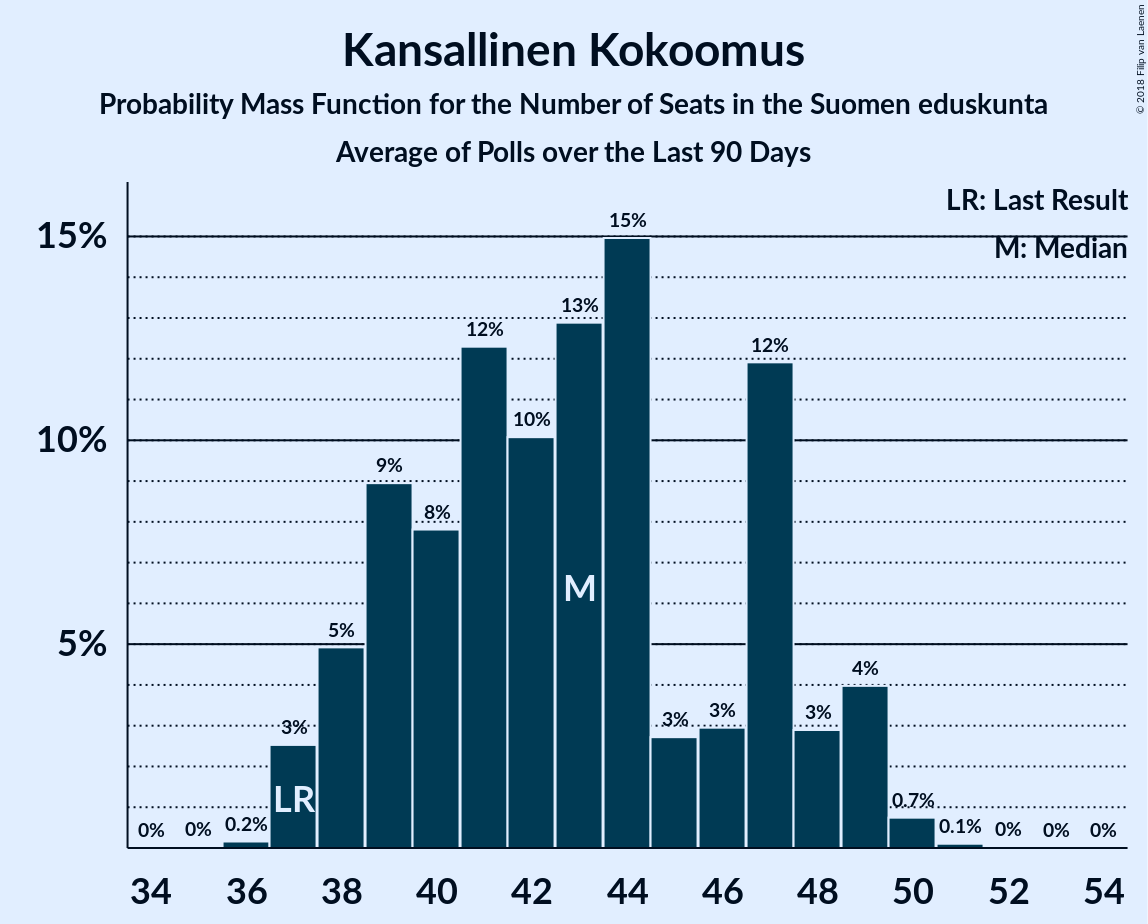 Kansallinen Kokoomus
Probability Mass Function for the Number of Seats in the Suomen eduskunta
Average of Polls over the Last 90 Days
© 2018 Filip van Laenen
LR: Last Result
M: Median
15%
10%
5%
0%
0%
0.2%
3%
5%
9%
8%
12%
10%
13%
15%
3%
3%
12%
3%
4%
0.7%
0.1%
0%
0%
0%
LR
M
34 36 38 40 42 44 46 48 50 52 54